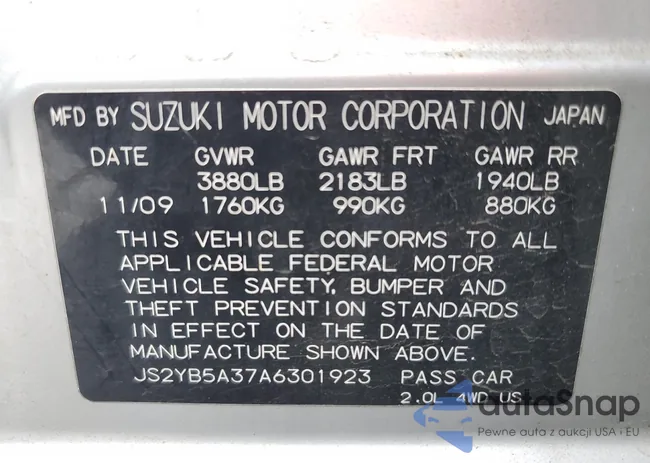 MFD BY SUZUKI MOTOR CORPORATION JAPAN
DATE GVWR GAWR FRT GAWR RR
3880LB 2183LB 1940LB
11/09 1760KG 990KG 880KG
THIS VEHICLE CONFORMS TO ALL
APPLICABLE FEDERAL MOTOR
VEHICLE SAFETY, BUMPER AND
THEFT PREVENTION STANDARDS
IN EFFECT ON THE DATE OF
MANUFACTURE SHOWN ABOVE.
JS2YB5A37A6301923 PASS CAR
2.0L 4WD US
autoSnap
Pewne auta z aukcji USA i EU